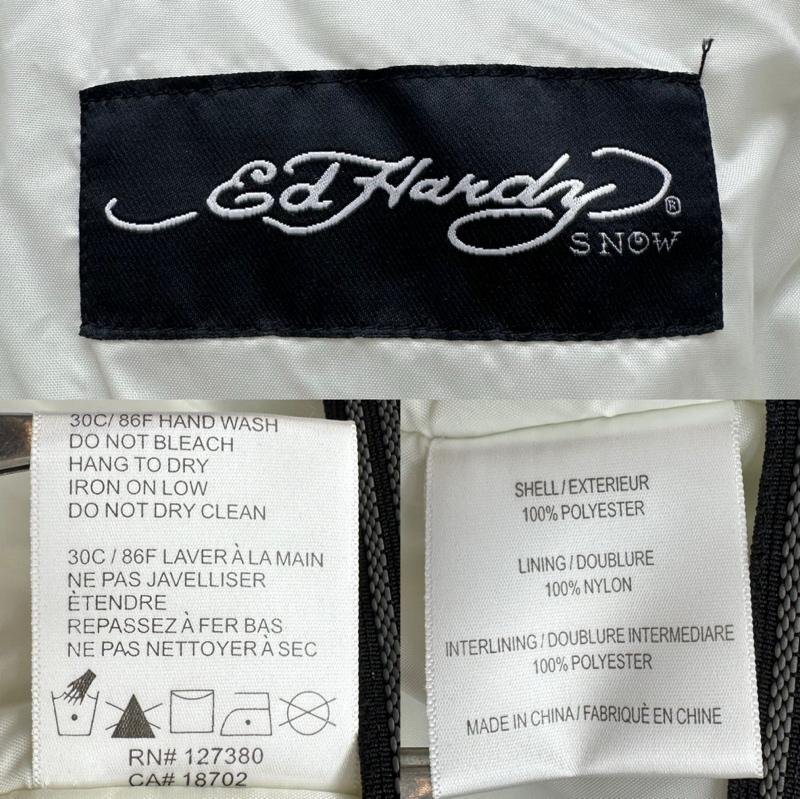 Ed Hardy ®
SNOW
30C/ 86F HAND WASH
DO NOT BLEACH
HANG TO DRY
IRON ON LOW
DO NOT DRY CLEAN
30C / 86F LAVER À LA MAIN
NE PAS JAVELLISER
ÈTENDRE
REPASSEZ À FER BAS
NE PAS NETTOYER À SEC
RN# 127380
CA# 18702
SHELL / EXTERIEUR
100% POLYESTER
LINING / DOUBLURE
100% NYLON
INTERLINING / DOUBLURE INTERMEDIARE
100% POLYESTER
MADE IN CHINA / FABRIQUÈ EN CHINE